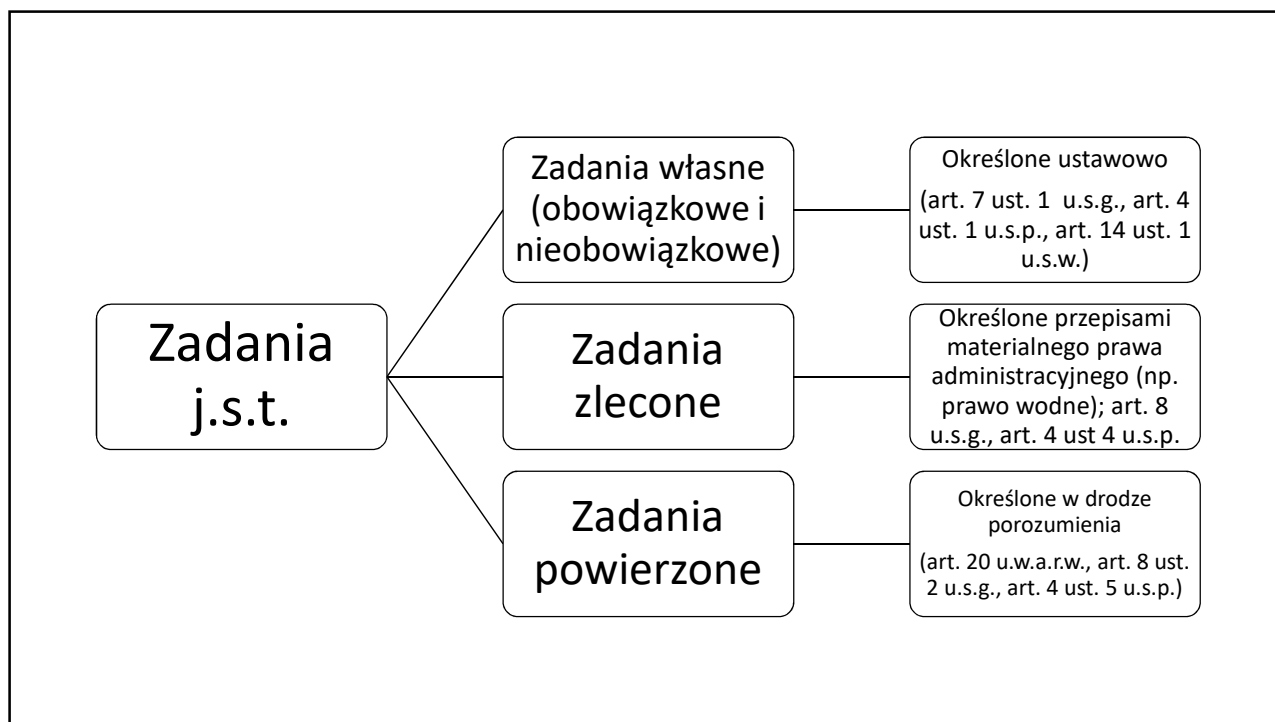 Zadania
j.s.t.
Zadania własne
(obowiązkowe i
nieobowiązkowe)
Określone ustawowo
(art. 7 ust. 1 u.s.g., art. 4
ust. 1 u.s.p., art. 14 ust. 1
u.s.w.)
Zadania
zlecone
Określone przepisami
materialnego prawa
administracyjnego (np.
prawo wodne); art. 8
u.s.g., art. 4 ust 4 u.s.p.
Zadania
powierzone
Określone w drodze
porozumienia
(art. 20 u.w.a.r.w., art. 8 ust.
2 u.s.g., art. 4 ust. 5 u.s.p.)